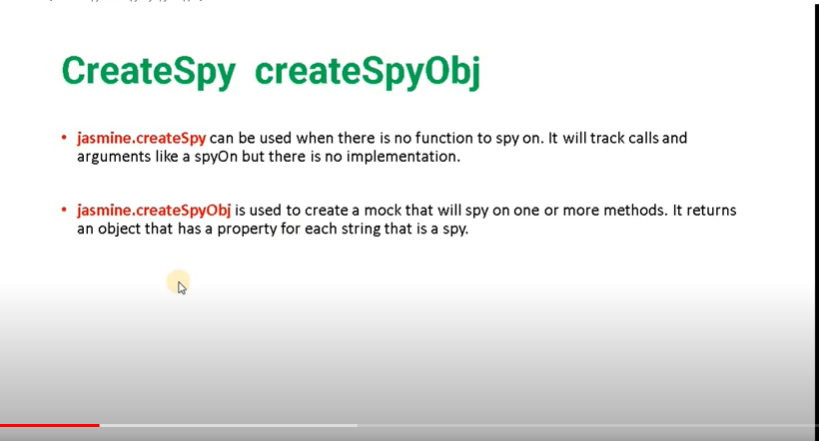 CreateSpy createSpyObj
• jasmine.createSpy can be used when there is no function to spy on. It will track calls and
arguments like a spyOn but there is no implementation.
• jasmine.createSpyObj is used to create a mock that will spy on one or more methods. It returns
an object that has a property for each string that is a spy.